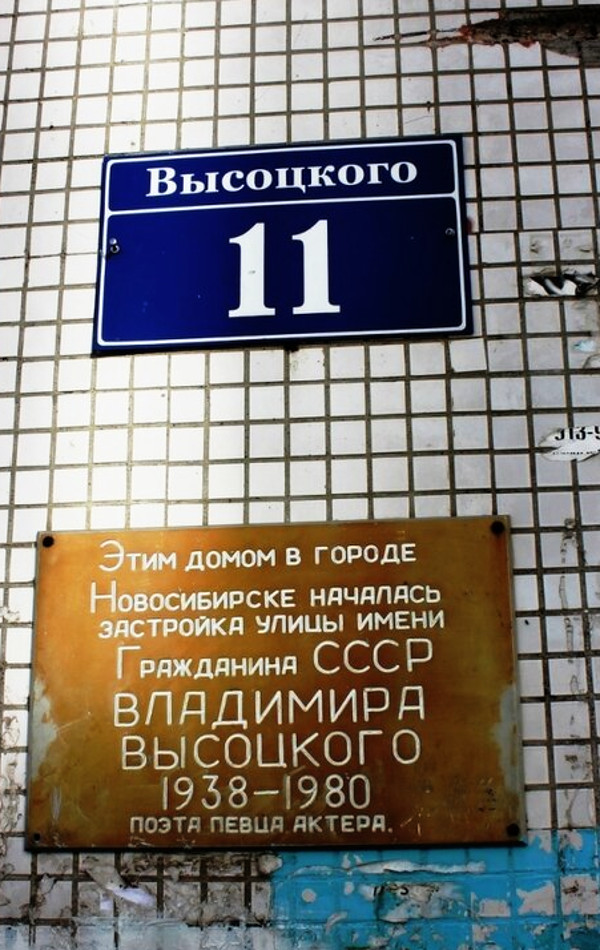 Высоцкого
11
Этим домом в городе
Новосибирске началась
застройка улицы имени
Гражданина СССР
ВЛАДИМИРА
ВЫСОЦКОГО
1938–1980
поэта певца актера.